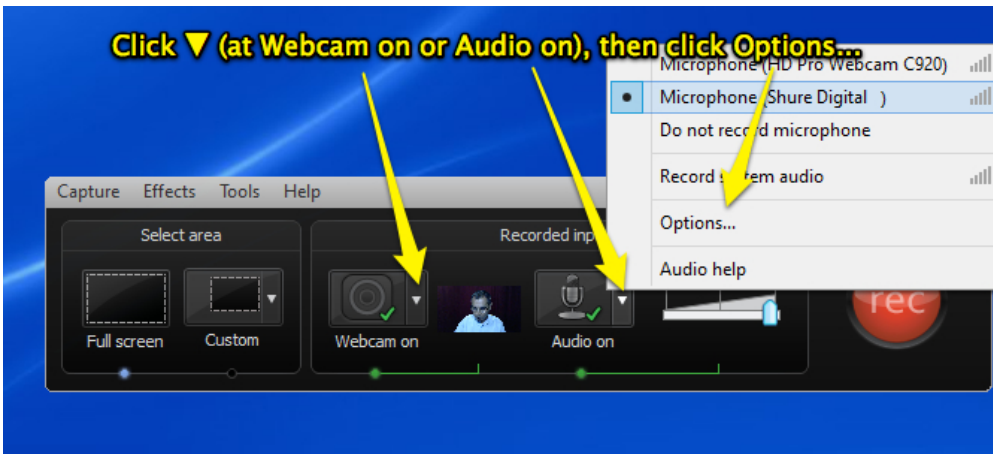 Click ▼ (at Webcam on or Audio on), then click Options...
Microphone (HD Pro Webcam C920)
Microphone (Shure Digital )
Do not record microphone
Record system audio
Options...
Audio help
Capture Effects Tools Help
Select area
Recorded inp
Full screen
Custom
Webcam on
Audio on
rec